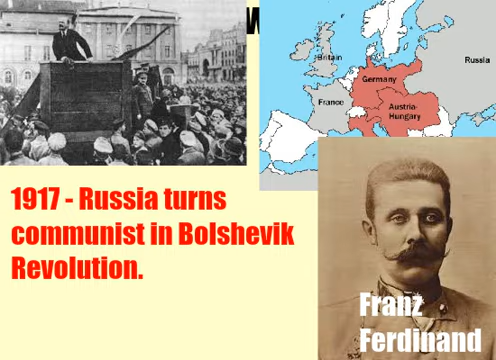 W
Britain
Russia
Germany
France
Austria-
Hungary
1917 - Russia turns
communist in Bolshevik
Revolution.
Franz
Ferdinand